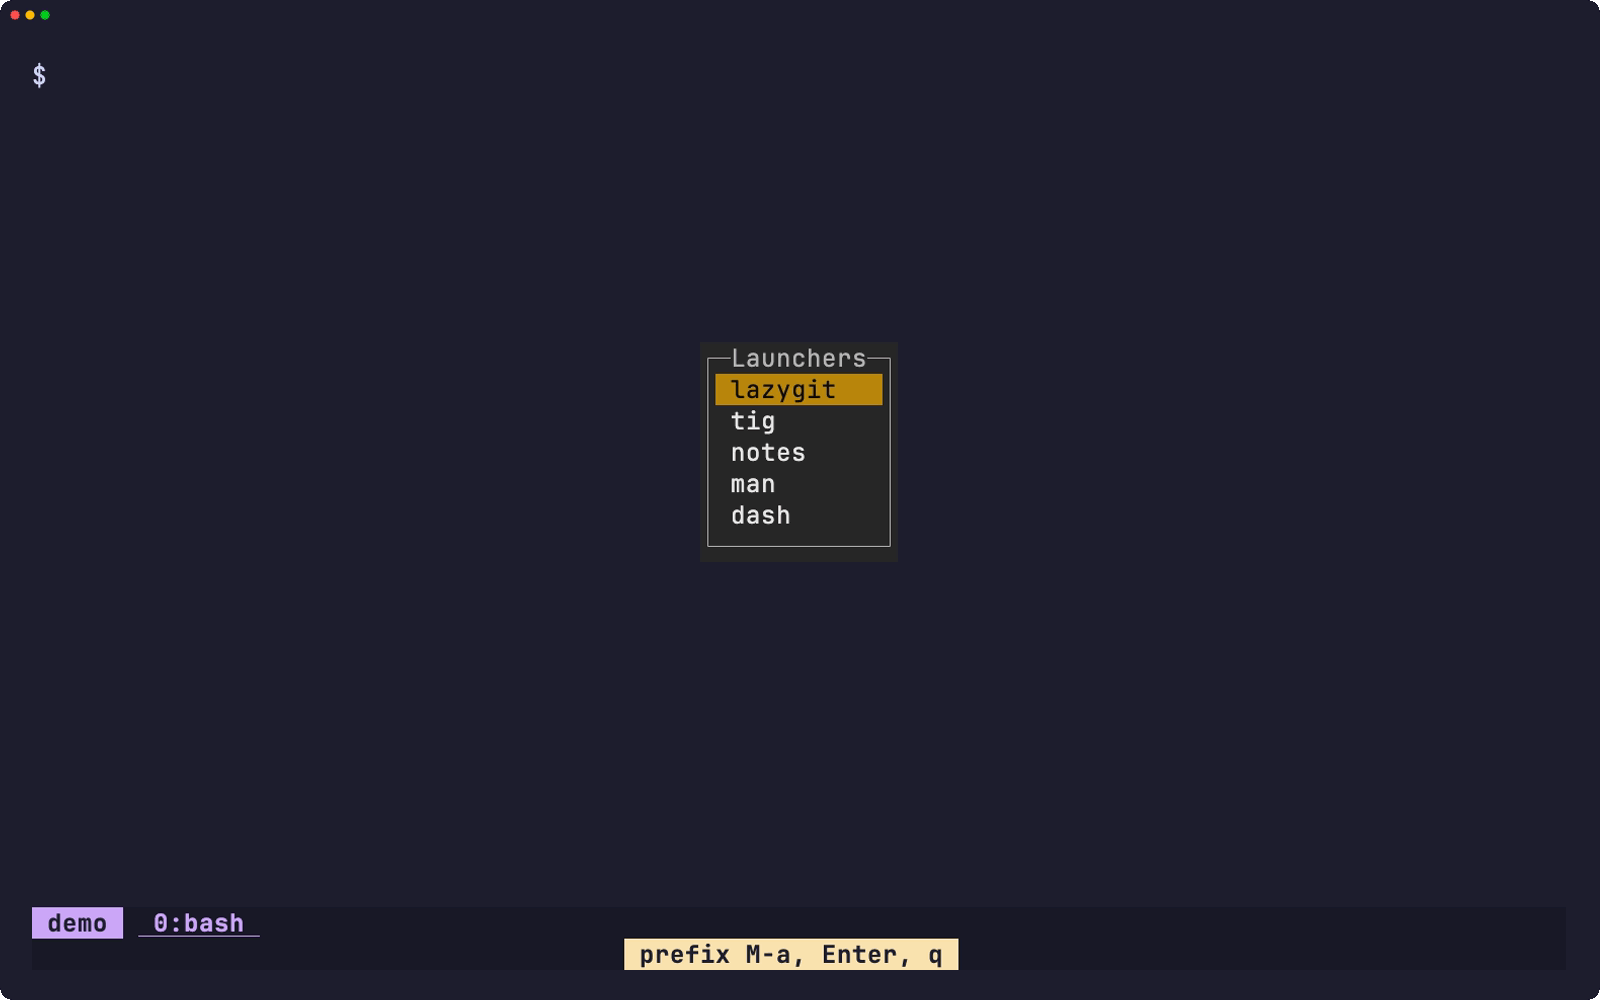 $
Launchers
lazygit
tig
notes
man
dash
demo 0:bash
prefix M-a, Enter, q